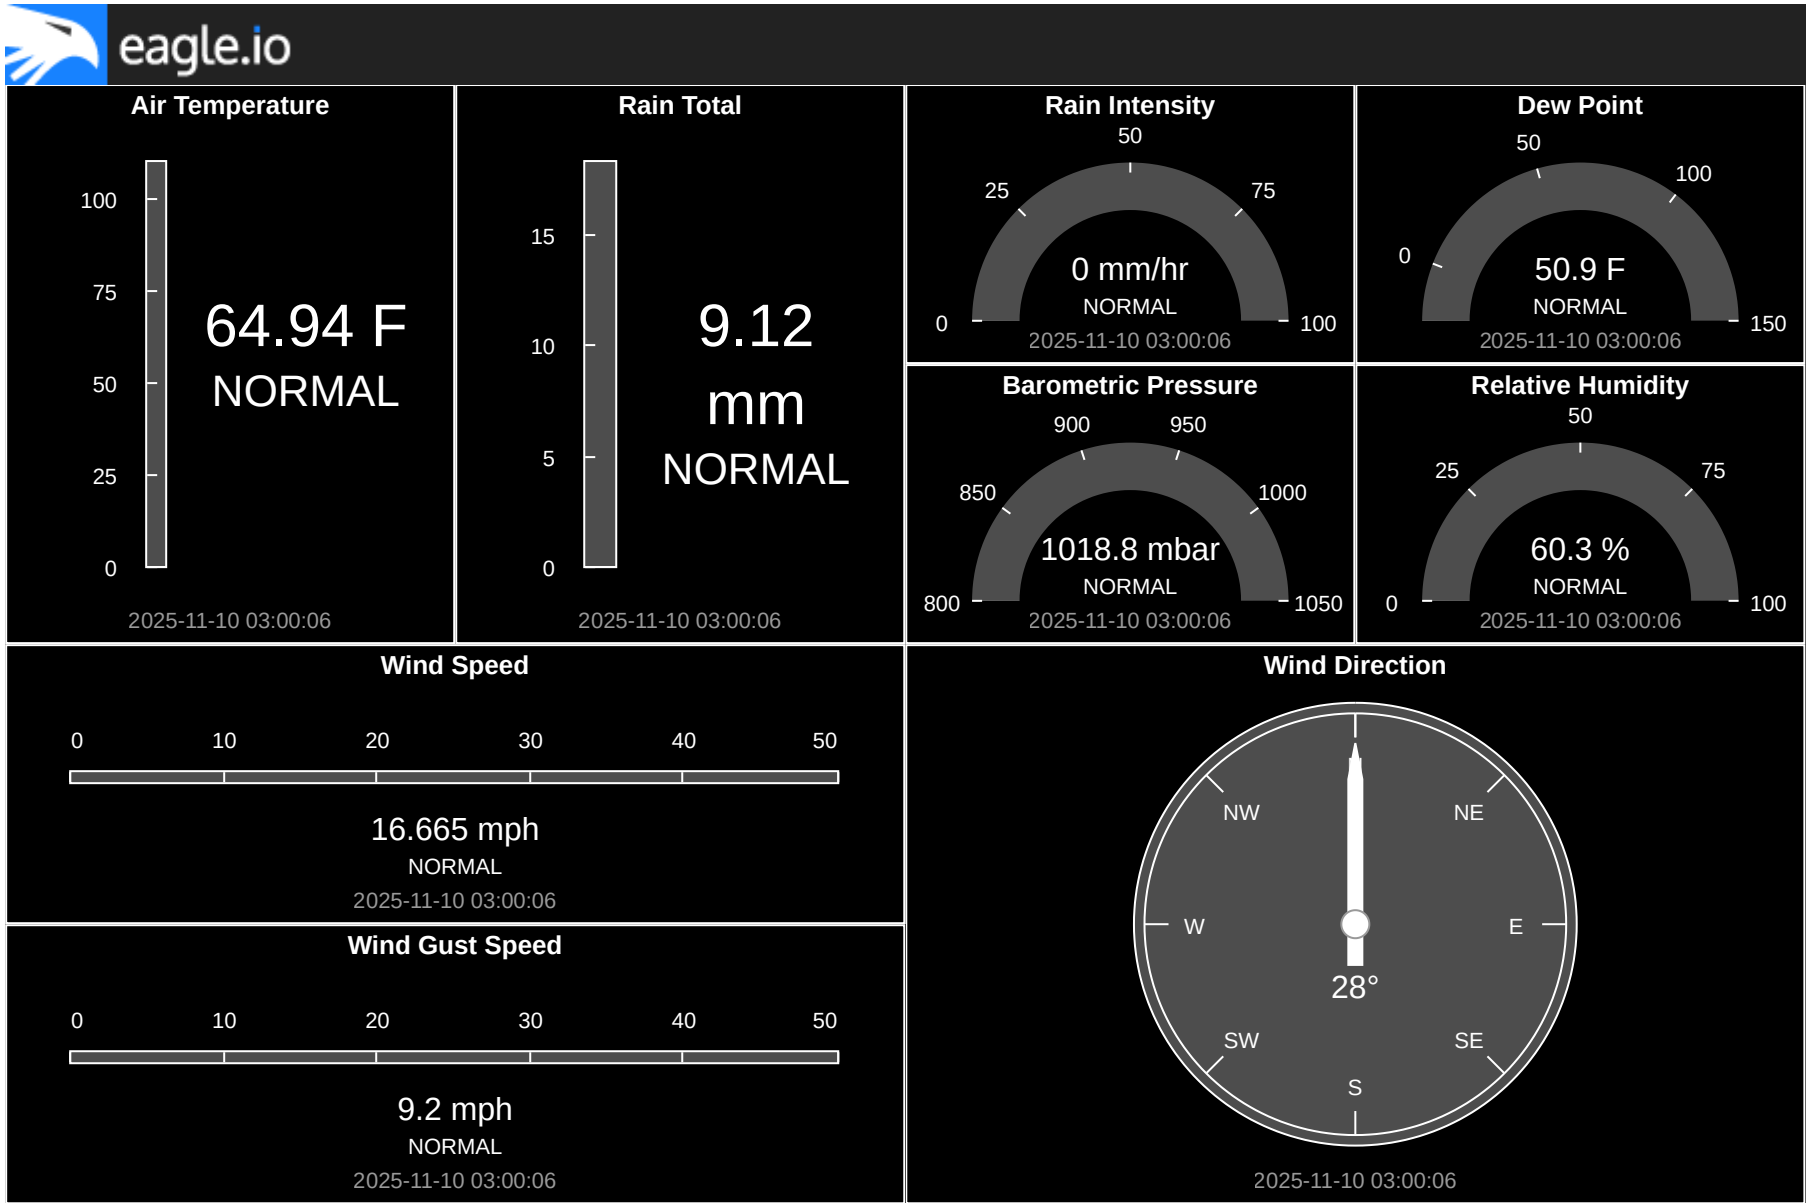 eagle.io
Air Temperature
100
75
50
25
0
64.94 F
NORMAL
2025-11-10 03:00:06
Rain Total
15
10
5
0
9.12
mm
NORMAL
2025-11-10 03:00:06
Rain Intensity
0
25
50
75
100
0 mm/hr
NORMAL
2025-11-10 03:00:06
Dew Point
0
50
100
150
50.9 F
NORMAL
2025-11-10 03:00:06
Barometric Pressure
800
850
900
950
1000
1050
1018.8 mbar
NORMAL
2025-11-10 03:00:06
Relative Humidity
0
25
50
75
100
60.3 %
NORMAL
2025-11-10 03:00:06
Wind Speed
0 10 20 30 40 50
16.665 mph
NORMAL
2025-11-10 03:00:06
Wind Gust Speed
0 10 20 30 40 50
9.2 mph
NORMAL
2025-11-10 03:00:06
Wind Direction
NW NE
W E
28°
SW SE
S
2025-11-10 03:00:06